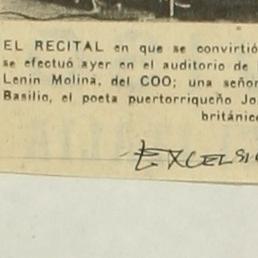 EL RECITAL en que se convirtió
se efectuó ayer en el auditorio de
Lenin Molina, del COO; una señor
Basilio, el poeta puertorriqueño Jo
británico
EXCELSI